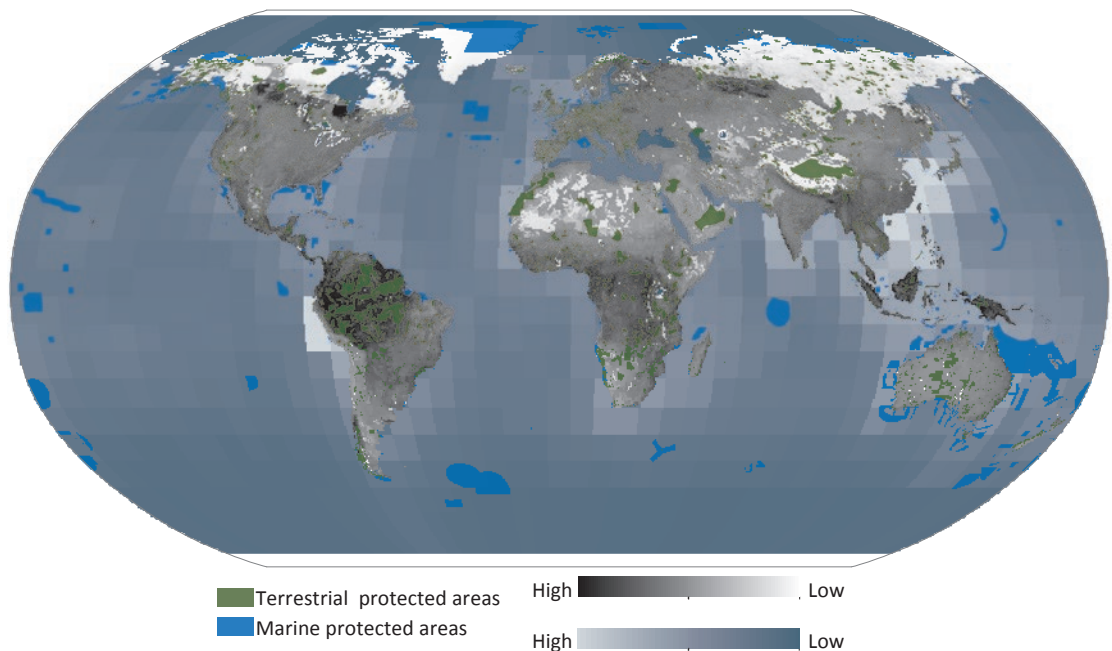 Terrestrial protected areas
Marine protected areas
High Low
High Low